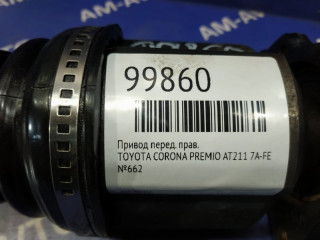 99860
Привод перед. прав.
TOYOTA CORONA PREMIO AT211 7A-FE
№662